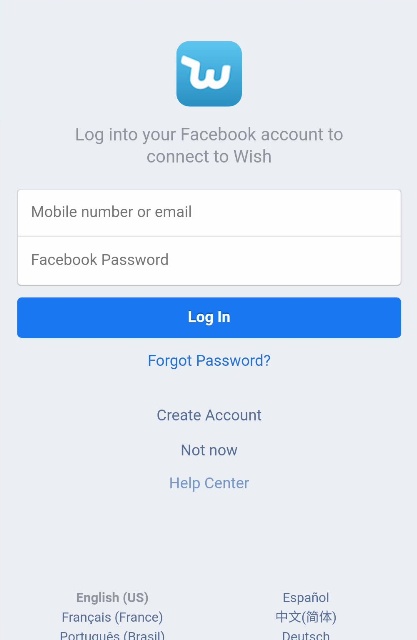 Log into your Facebook account to
connect to Wish
Mobile number or email
Facebook Password
Log In
Forgot Password?
Create Account
Not now
Help Center
English (US)
Español
Français (France)
中文(简体)
Português (Brasil)
Deutsch